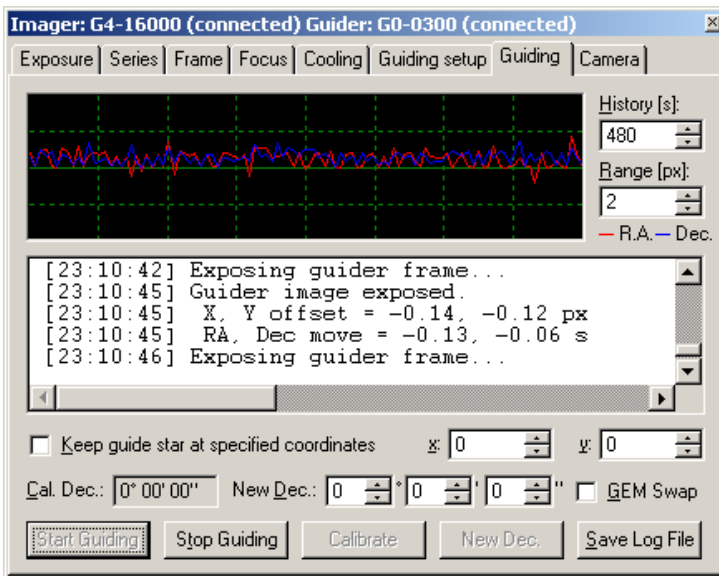 Imager: G4-16000 (connected) Guider: G0-0300 (connected)
Exposure Series Frame Focus Cooling Guiding setup Guiding Camera
History [s]:
480
Range [px]:
2
R.A. Dec.
[23:10:42] Exposing guider frame...
[23:10:45] Guider image exposed.
[23:10:45] X, Y offset = -0.14, -0.12 px
[23:10:45] RA, Dec move = -0.13, -0.06 s
[23:10:46] Exposing guider frame...
Keep guide star at specified coordinates x: 0 y: 0
Cal. Dec.: 0° 00' 00'' New Dec.: 0 ° 0 ' 0 '' GEM Swap
Start Guiding Stop Guiding Calibrate New Dec. Save Log File